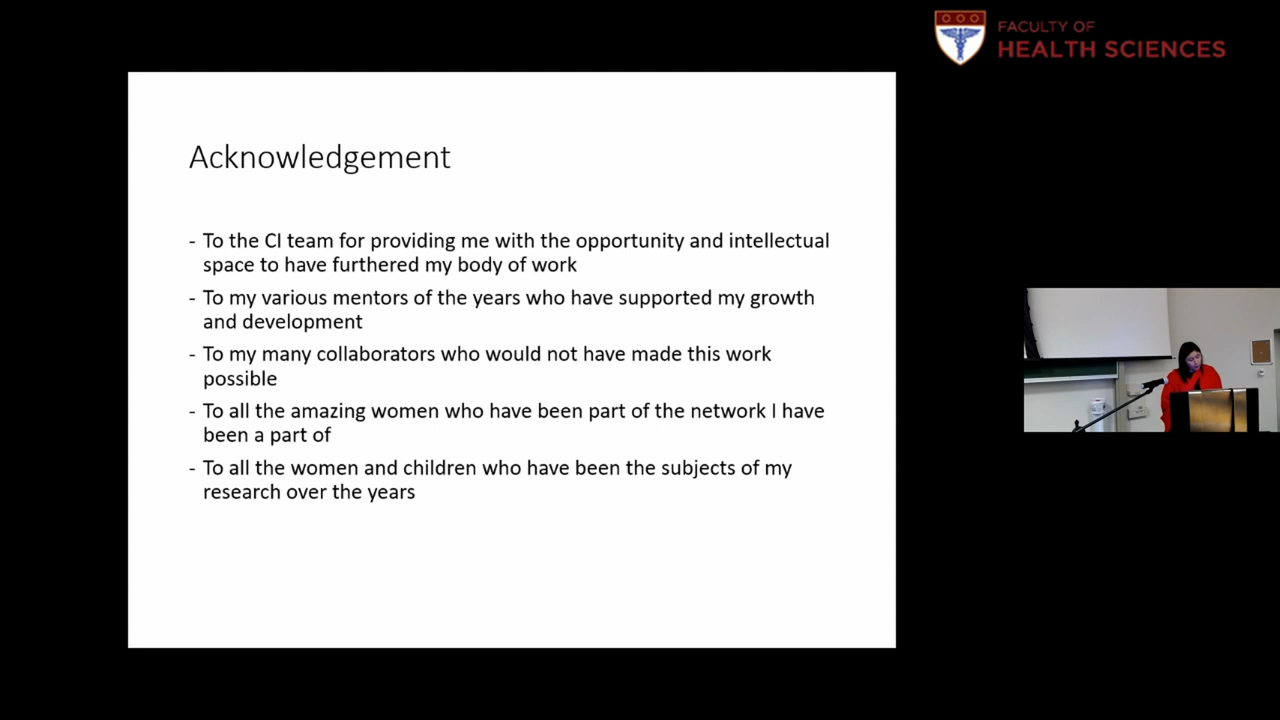 FACULTY OF
HEALTH SCIENCES
Acknowledgement
- To the CI team for providing me with the opportunity and intellectual
space to have furthered my body of work
- To my various mentors of the years who have supported my growth
and development
- To my many collaborators who would not have made this work
possible
- To all the amazing women who have been part of the network I have
been a part of
- To all the women and children who have been the subjects of my
research over the years